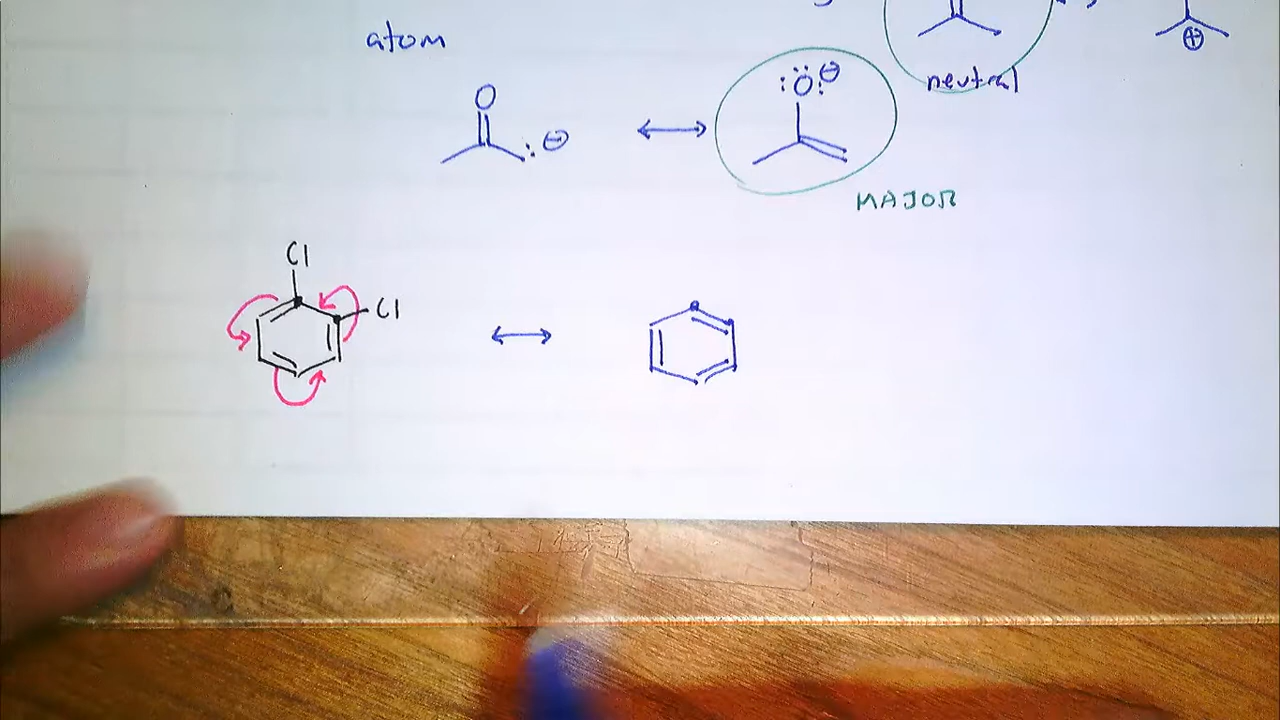 atom
neutral
⊕
O
:Ö: ⊖
: ⊖
MAJOR
Cl
Cl